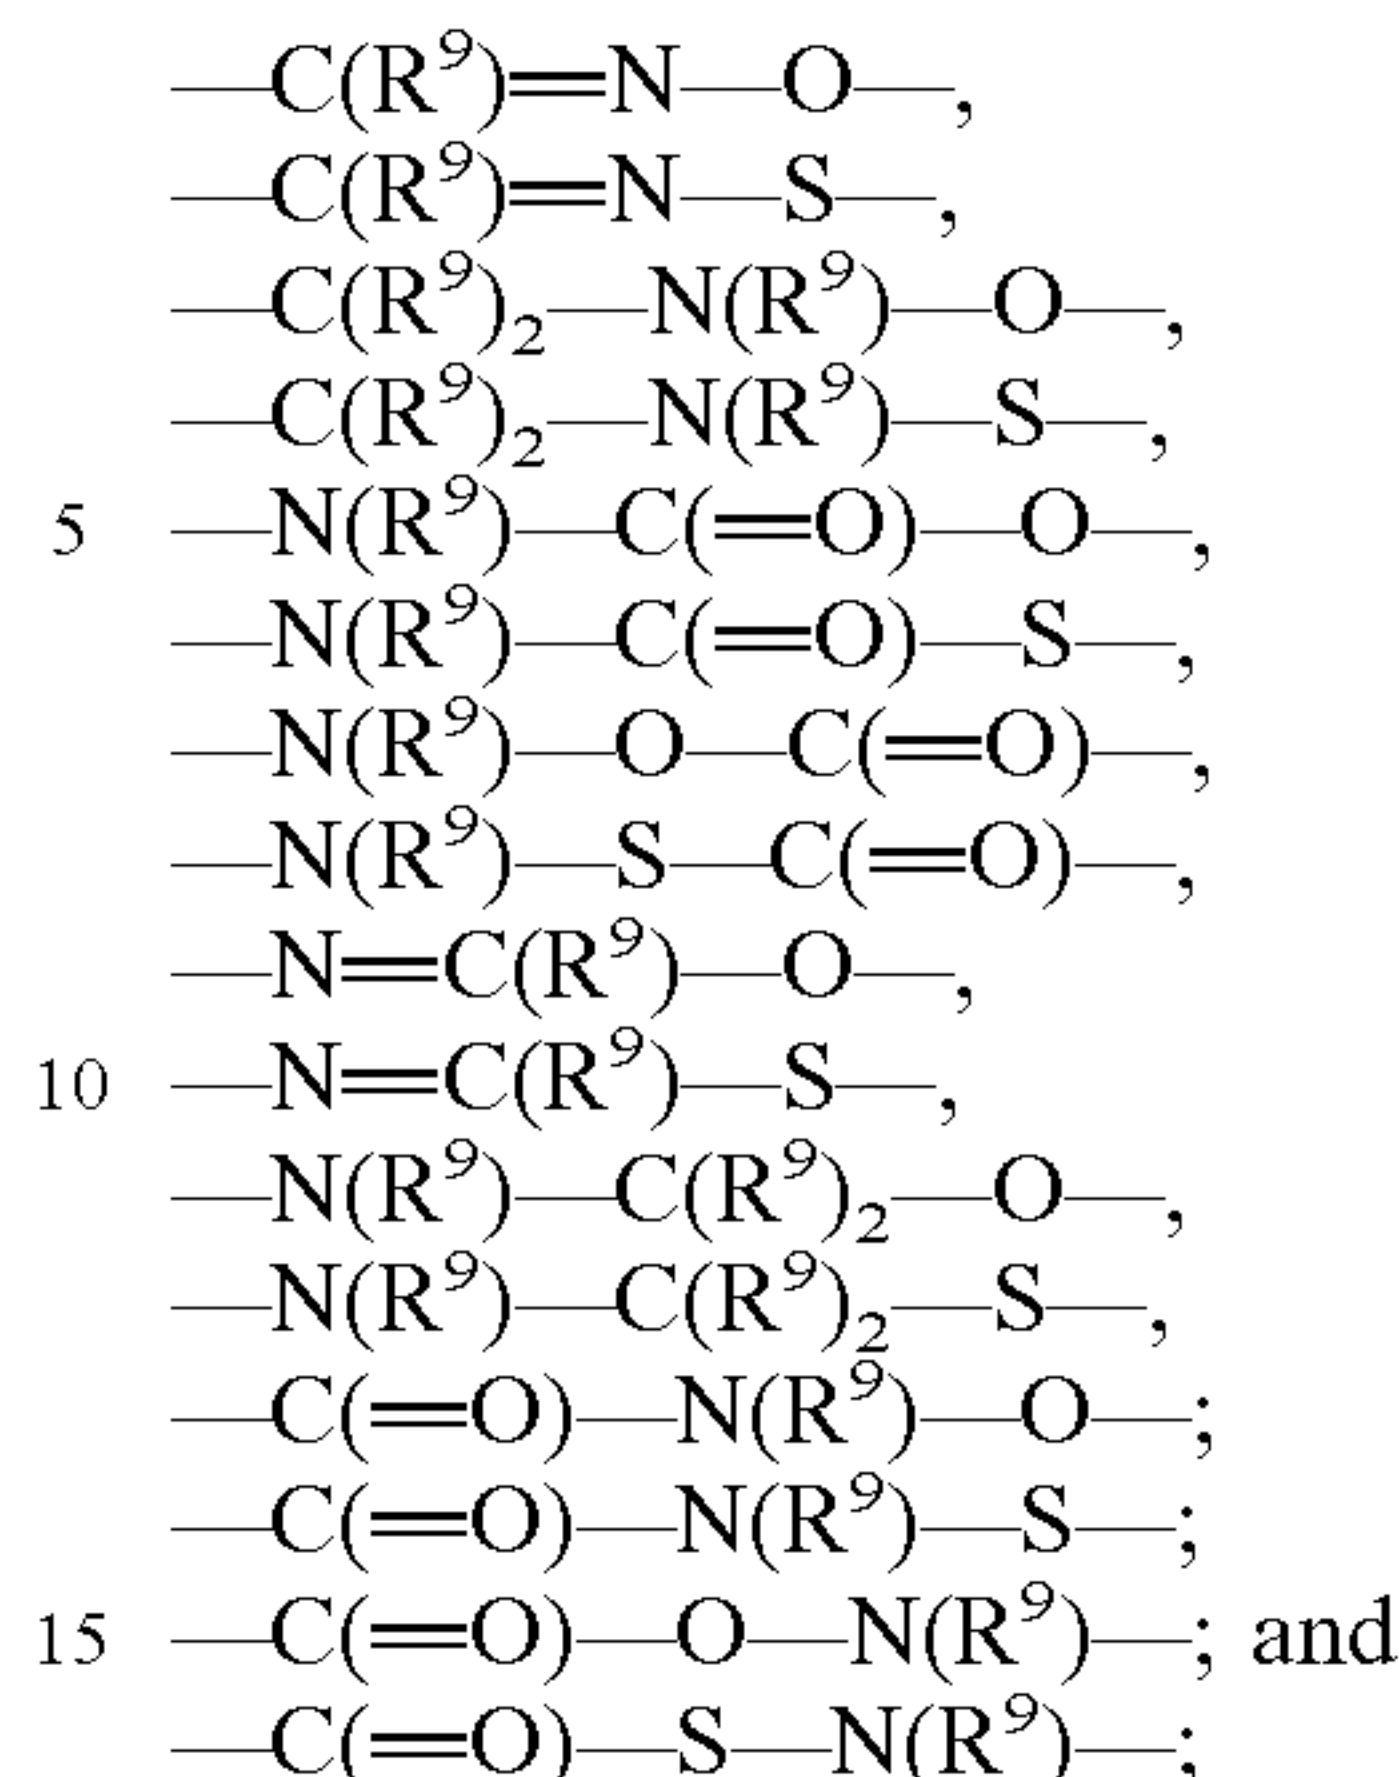 —C(R⁹)=N—O—,
—C(R⁹)=N—S—,
—C(R⁹)₂—N(R⁹)—O—,
—C(R⁹)₂—N(R⁹)—S—,
5 —N(R⁹)—C(=O)—O—,
—N(R⁹)—C(=O)—S—,
—N(R⁹)—O—C(=O)—,
—N(R⁹)—S—C(=O)—,
—N=C(R⁹)—O—,
10 —N=C(R⁹)—S—,
—N(R⁹)—C(R⁹)₂—O—,
—N(R⁹)—C(R⁹)₂—S—,
—C(=O)—N(R⁹)—O—;
—C(=O)—N(R⁹)—S—;
15 —C(=O)—O—N(R⁹)—; and
—C(=O)—S—N(R⁹)—;